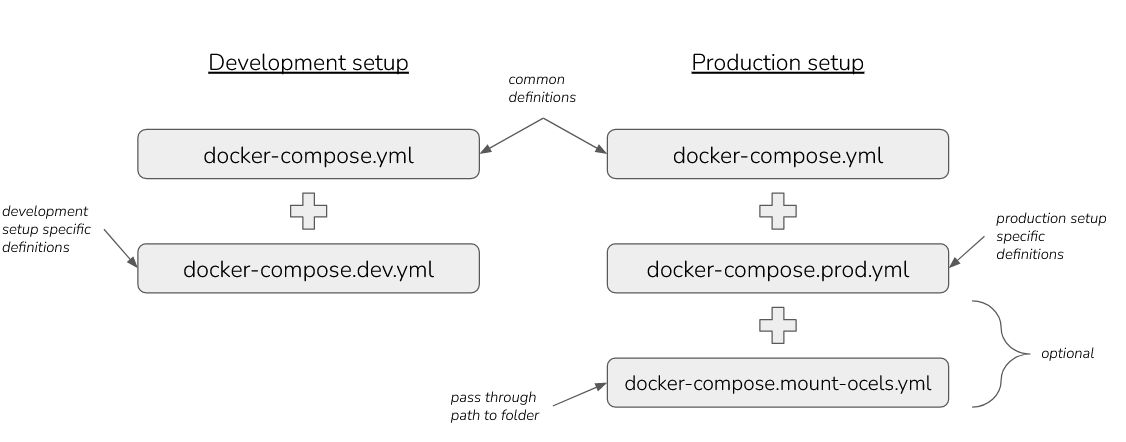 Development setup
Production setup
common
definitions
docker-compose.yml
docker-compose.yml
development
setup specific
definitions
production setup
specific
definitions
docker-compose.dev.yml
docker-compose.prod.yml
optional
docker-compose.mount-ocels.yml
pass through
path to folder